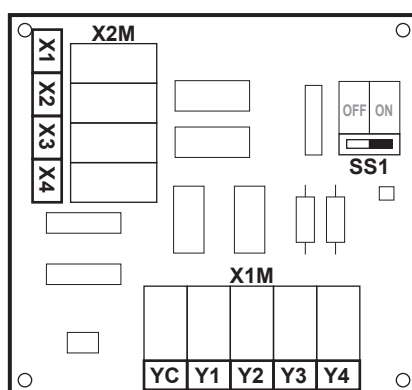 X2M
X1
X2
X3
X4
OFF ON
SS1
X1M
YC Y1 Y2 Y3 Y4